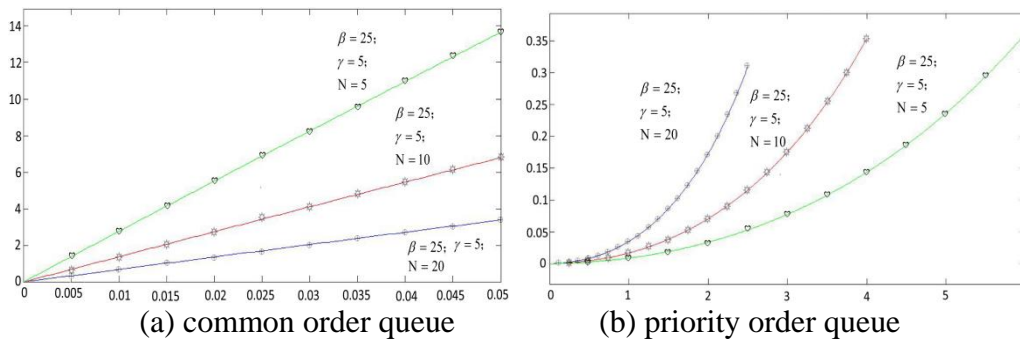 14
12
10
8
6
4
2
0
0.005 0.01 0.015 0.02 0.025 0.03 0.035 0.04 0.045 0.05
β = 25;
γ = 5;
N = 5
β = 25;
γ = 5;
N = 10
β = 25; γ = 5;
N = 20
(a) common order queue
0.35
0.3
0.25
0.2
0.15
0.1
0.05
0
1 2 3 4 5
β = 25;
γ = 5;
N = 20
β = 25;
γ = 5;
N = 10
β = 25;
γ = 5;
N = 5
(b) priority order queue